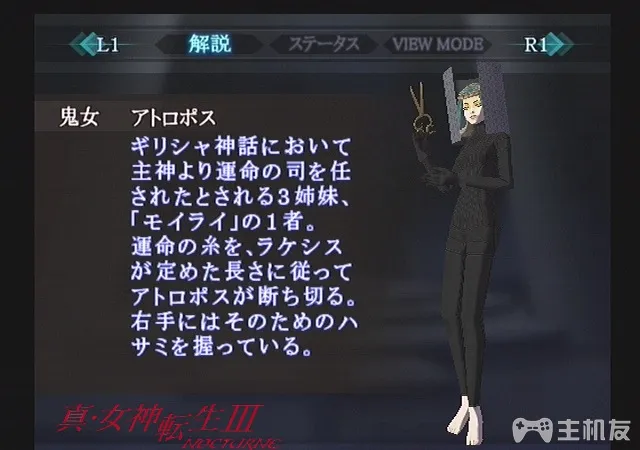 L1 解説 ステータス VIEW MODE R1
鬼女 アトロポス
ギリシャ神話において
主神より運命の司を任
されたとされる3姉妹、
「モイライ」の1者。
運命の糸を、ラケシス
が定めた長さに従って
アトロポスが断ち切る。
右手にはそのためのハ
サミを握っている。
真・女神転生III
NOCTURNE
主机友